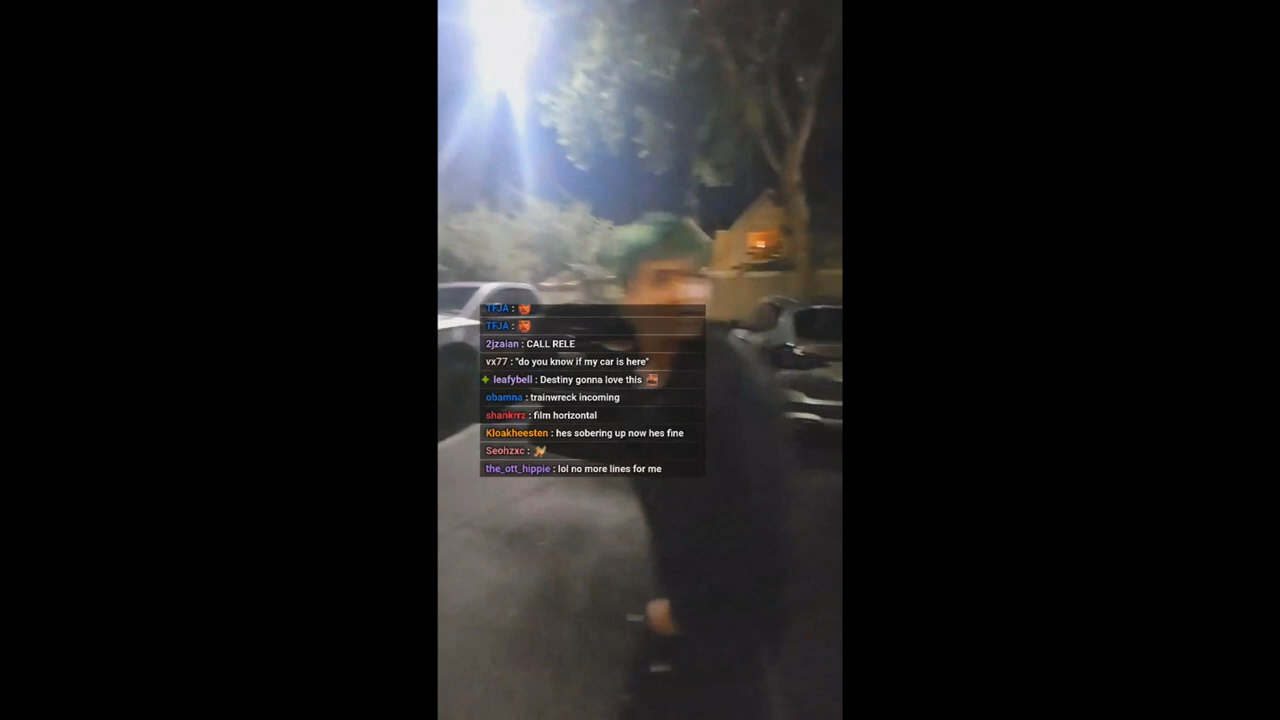 TFJA :
TFJA :
2jzalan : CALL RELE
vx77 : "do you know if my car is here"
leafybell : Destiny gonna love this
obamna : trainwreck incoming
shankrrz : film horizontal
Kloakheesten : hes sobering up now hes fine
Seohzxc :
the_ott_hippie : lol no more lines for me